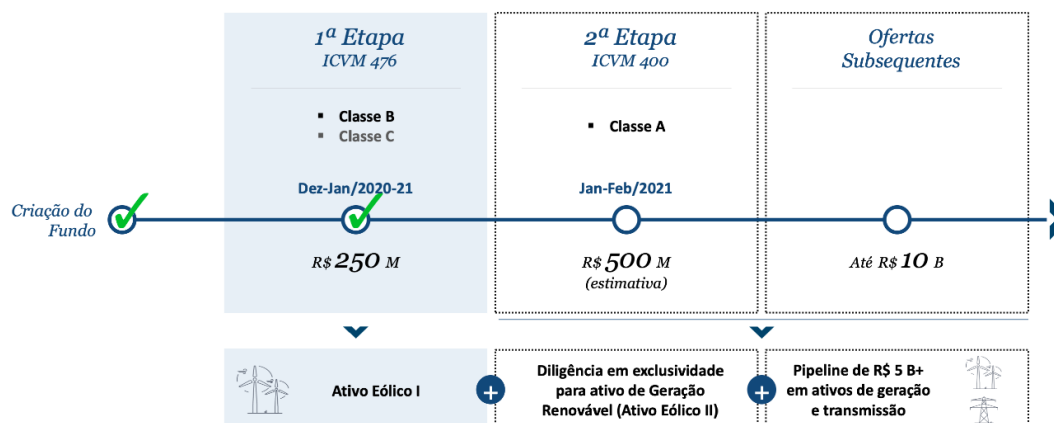 1ª Etapa
ICVM 476
▪ Classe B
▪ Classe C
Dez-Jan/2020-21
R$ 250 M
2ª Etapa
ICVM 400
▪ Classe A
Jan-Feb/2021
R$ 500 M
(estimativa)
Ofertas
Subsequentes
Até R$ 10 B
Criação do
Fundo
Ativo Eólico I
+
Diligência em exclusividade
para ativo de Geração
Renovável (Ativo Eólico II)
+
Pipeline de R$ 5 B+
em ativos de geração
e transmissão